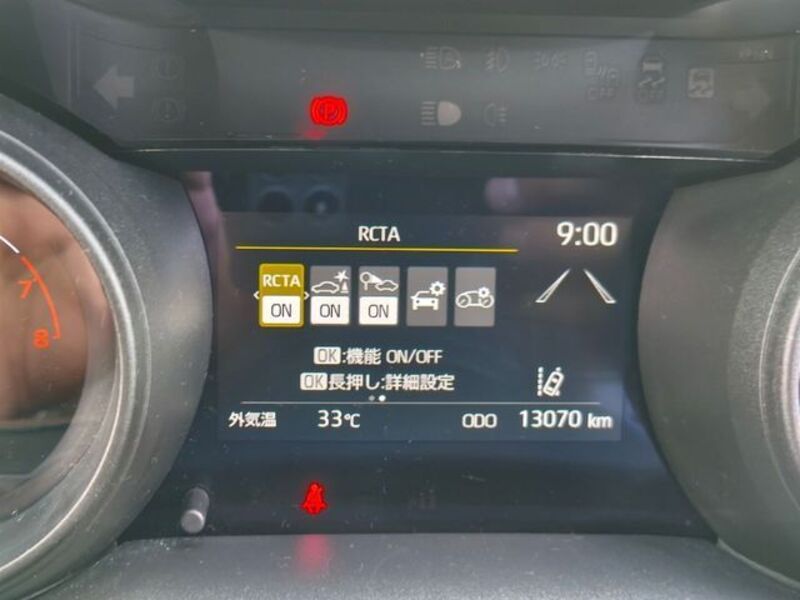 RCTA
9:00
RCTA
ON
ON
ON
OK:機能 ON/OFF
OK長押し:詳細設定
外気温 33℃ ODO 13070 km
7
8